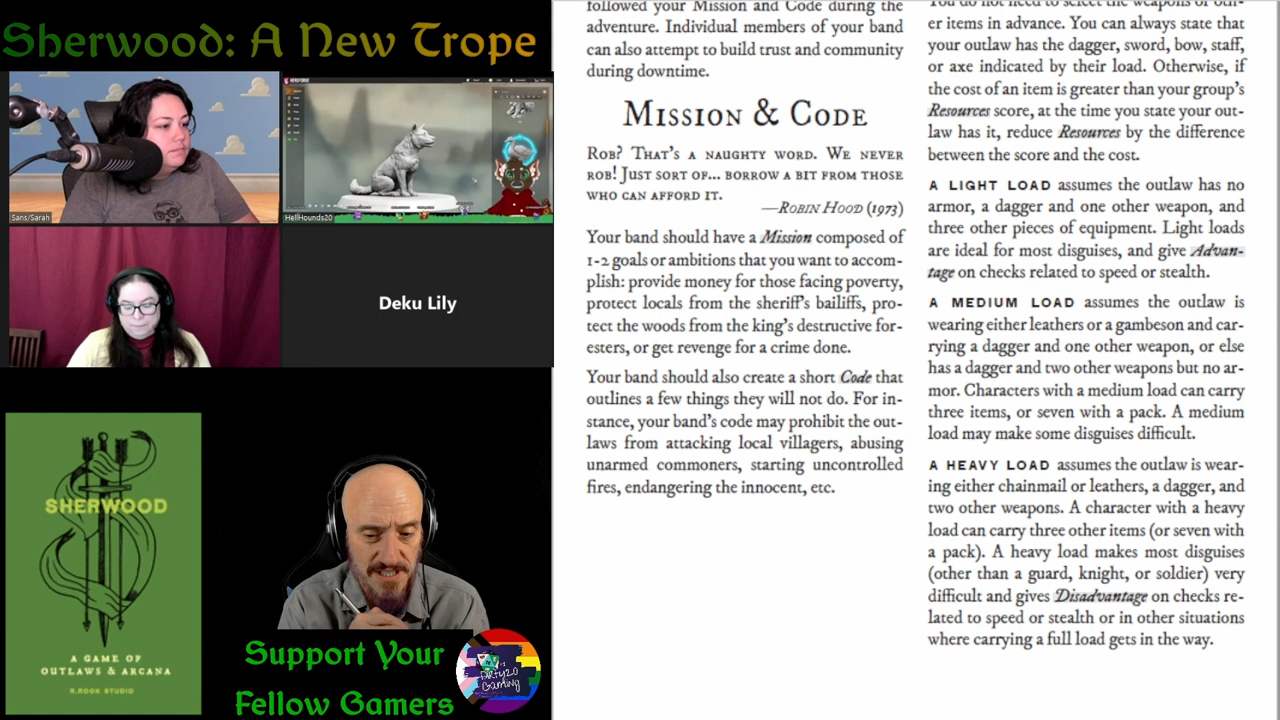 Sherwood: A New Trope
Sans/Sarah
HellHounds20
Deku Lily
SHERWOOD
A GAME OF
OUTLAWS & ARCANA
R.ROOK STUDIO
Support Your
Fellow Gamers
Dirty20
Gaming
followed your Mission and Code during the
adventure. Individual members of your band
can also attempt to build trust and community
during downtime.
Mission & Code
Rob? That's a naughty word. We never
rob! Just sort of... borrow a bit from those
who can afford it.
—Robin Hood (1973)
Your band should have a Mission composed of
1-2 goals or ambitions that you want to accom-
plish: provide money for those facing poverty,
protect locals from the sheriff's bailiffs, pro-
tect the woods from the king's destructive for-
esters, or get revenge for a crime done.
Your band should also create a short Code that
outlines a few things they will not do. For in-
stance, your band's code may prohibit the out-
laws from attacking local villagers, abusing
unarmed commoners, starting uncontrolled
fires, endangering the innocent, etc.
You do not need to select the weapons or oth-
er items in advance. You can always state that
your outlaw has the dagger, sword, bow, staff,
or axe indicated by their load. Otherwise, if
the cost of an item is greater than your group's
Resources score, at the time you state your out-
law has it, reduce Resources by the difference
between the score and the cost.
A LIGHT LOAD assumes the outlaw has no
armor, a dagger and one other weapon, and
three other pieces of equipment. Light loads
are ideal for most disguises, and give Advan-
tage on checks related to speed or stealth.
A MEDIUM LOAD assumes the outlaw is
wearing either leathers or a gambeson and car-
rying a dagger and one other weapon, or else
has a dagger and two other weapons but no ar-
mor. Characters with a medium load can carry
three items, or seven with a pack. A medium
load may make some disguises difficult.
A HEAVY LOAD assumes the outlaw is wear-
ing either chainmail or leathers, a dagger, and
two other weapons. A character with a heavy
load can carry three other items (or seven with
a pack). A heavy load makes most disguises
(other than a guard, knight, or soldier) very
difficult and gives Disadvantage on checks re-
lated to speed or stealth or in other situations
where carrying a full load gets in the way.